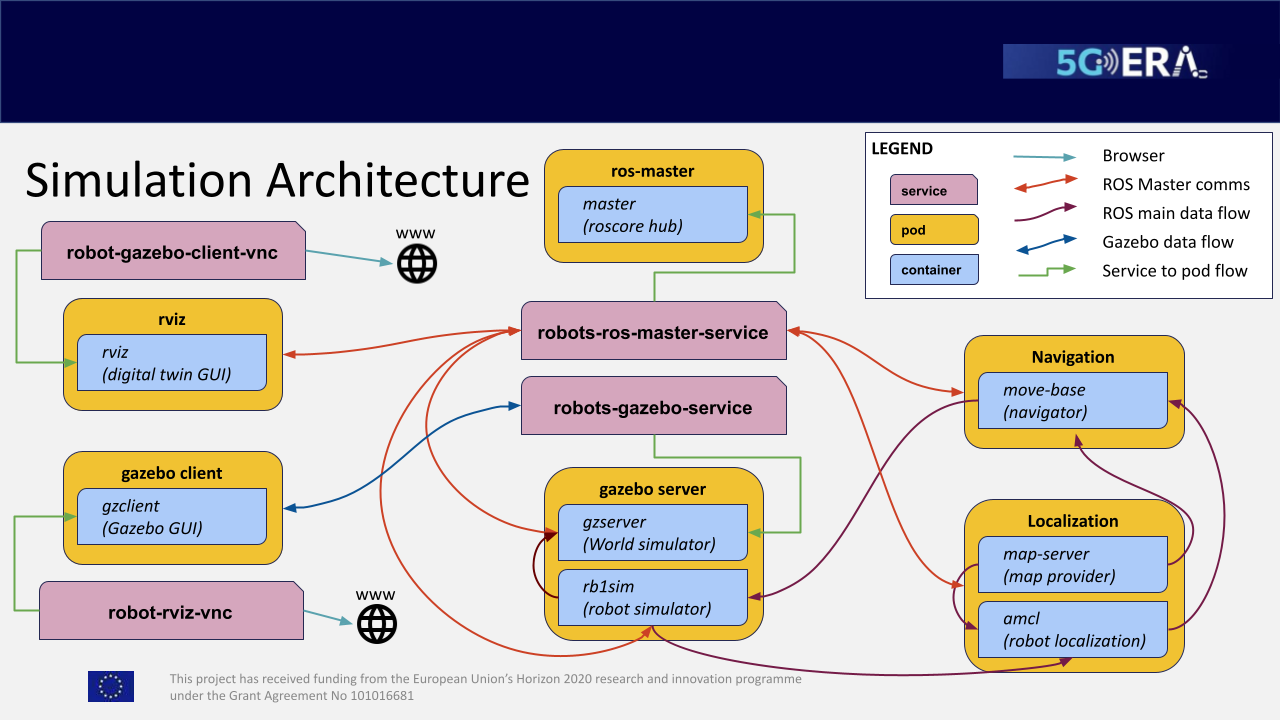 5G ERA
Simulation Architecture
LEGEND
service
pod
container
Browser
ROS Master comms
ROS main data flow
Gazebo data flow
Service to pod flow
ros-master
master
(roscore hub)
robot-gazebo-client-vnc
www
rviz
rviz
(digital twin GUI)
robots-ros-master-service
robots-gazebo-service
Navigation
move-base
(navigator)
gazebo client
gzclient
(Gazebo GUI)
gazebo server
gzserver
(World simulator)
rb1sim
(robot simulator)
Localization
map-server
(map provider)
amcl
(robot localization)
robot-rviz-vnc
www
This project has received funding from the European Union’s Horizon 2020 research and innovation programme
under the Grant Agreement No 101016681